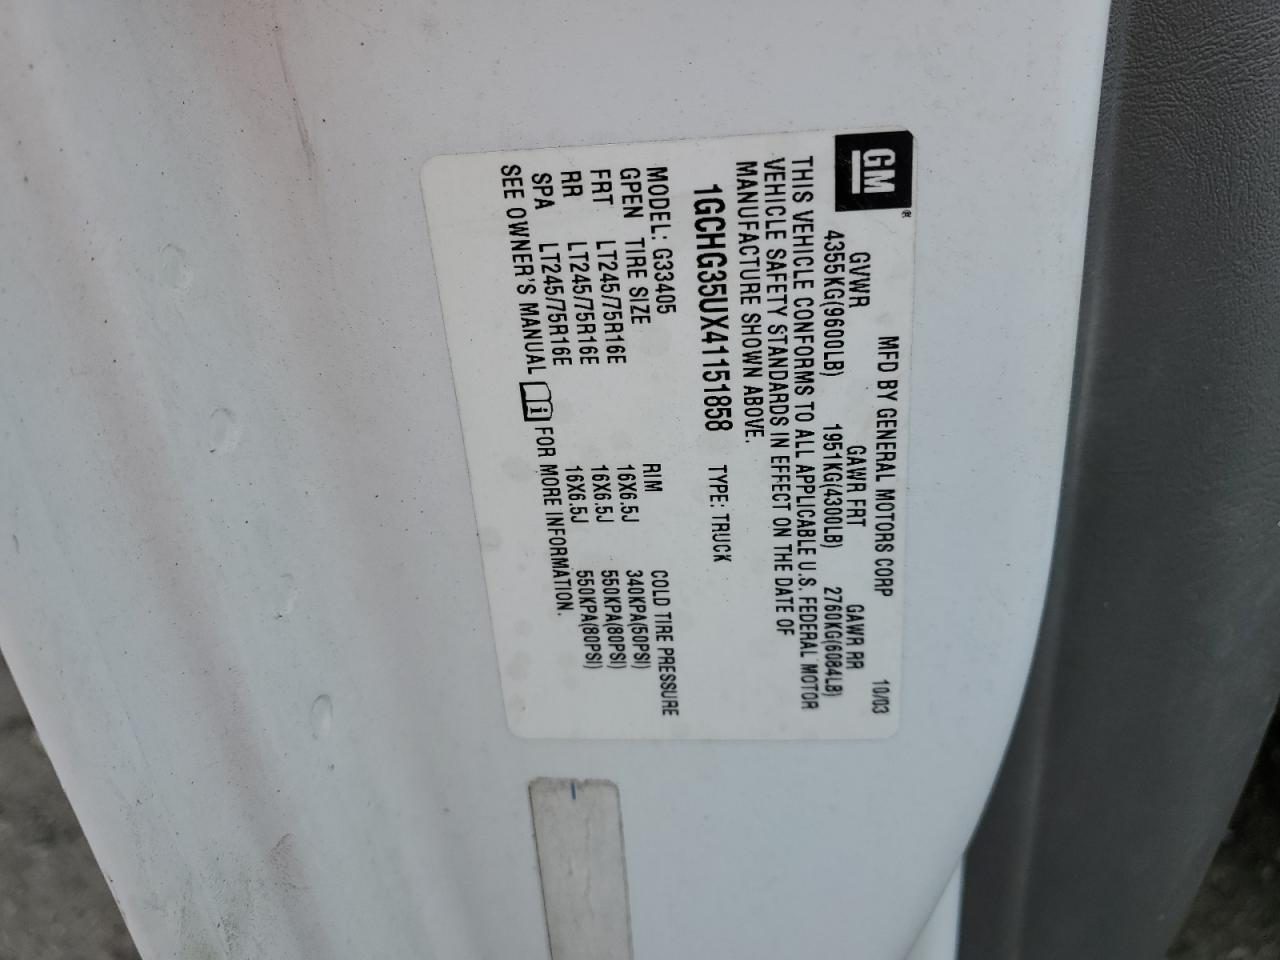 GM®
MFD BY GENERAL MOTORS CORP 10/03
GVWR GAWR FRT GAWR RR
4355KG(9600LB) 1951KG(4300LB) 2760KG(6084LB)
THIS VEHICLE CONFORMS TO ALL APPLICABLE U.S. FEDERAL MOTOR
VEHICLE SAFETY STANDARDS IN EFFECT ON THE DATE OF
MANUFACTURE SHOWN ABOVE.
1GCHG35UX41151858 TYPE: TRUCK
MODEL: G33405
GPEN TIRE SIZE RIM COLD TIRE PRESSURE
FRT LT245/75R16E 16X6.5J 340KPA(50PSI)
RR LT245/75R16E 16X6.5J 550KPA(80PSI)
SPA LT245/75R16E 16X6.5J 550KPA(80PSI)
SEE OWNER'S MANUAL i FOR MORE INFORMATION.